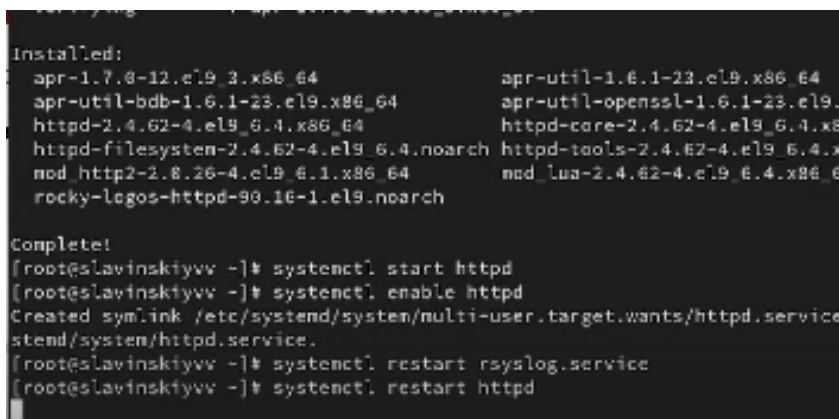 Installed:
apr-1.7.0-12.el9_3.x86_64 apr-util-1.6.1-23.el9.x86_64
apr-util-bdb-1.6.1-23.el9.x86_64 apr-util-openssl-1.6.1-23.el9.
httpd-2.4.62-4.el9_6.4.x86_64 httpd-core-2.4.62-4.el9_6.4.x8
httpd-filesystem-2.4.62-4.el9_6.4.noarch httpd-tools-2.4.62-4.el9_6.4.x
mod_http2-2.0.26-4.el9_6.1.x86_64 mod_lua-2.4.62-4.el9_6.4.x86_6
rocky-logos-httpd-90.16-1.el9.noarch
Complete!
[root@slavinskiyvv ~]# systemctl start httpd
[root@slavinskiyvv ~]# systemctl enable httpd
Created symlink /etc/systemd/system/multi-user.target.wants/httpd.service
stemd/system/httpd.service.
[root@slavinskiyvv ~]# systemctl restart rsyslog.service
[root@slavinskiyvv ~]# systemctl restart httpd